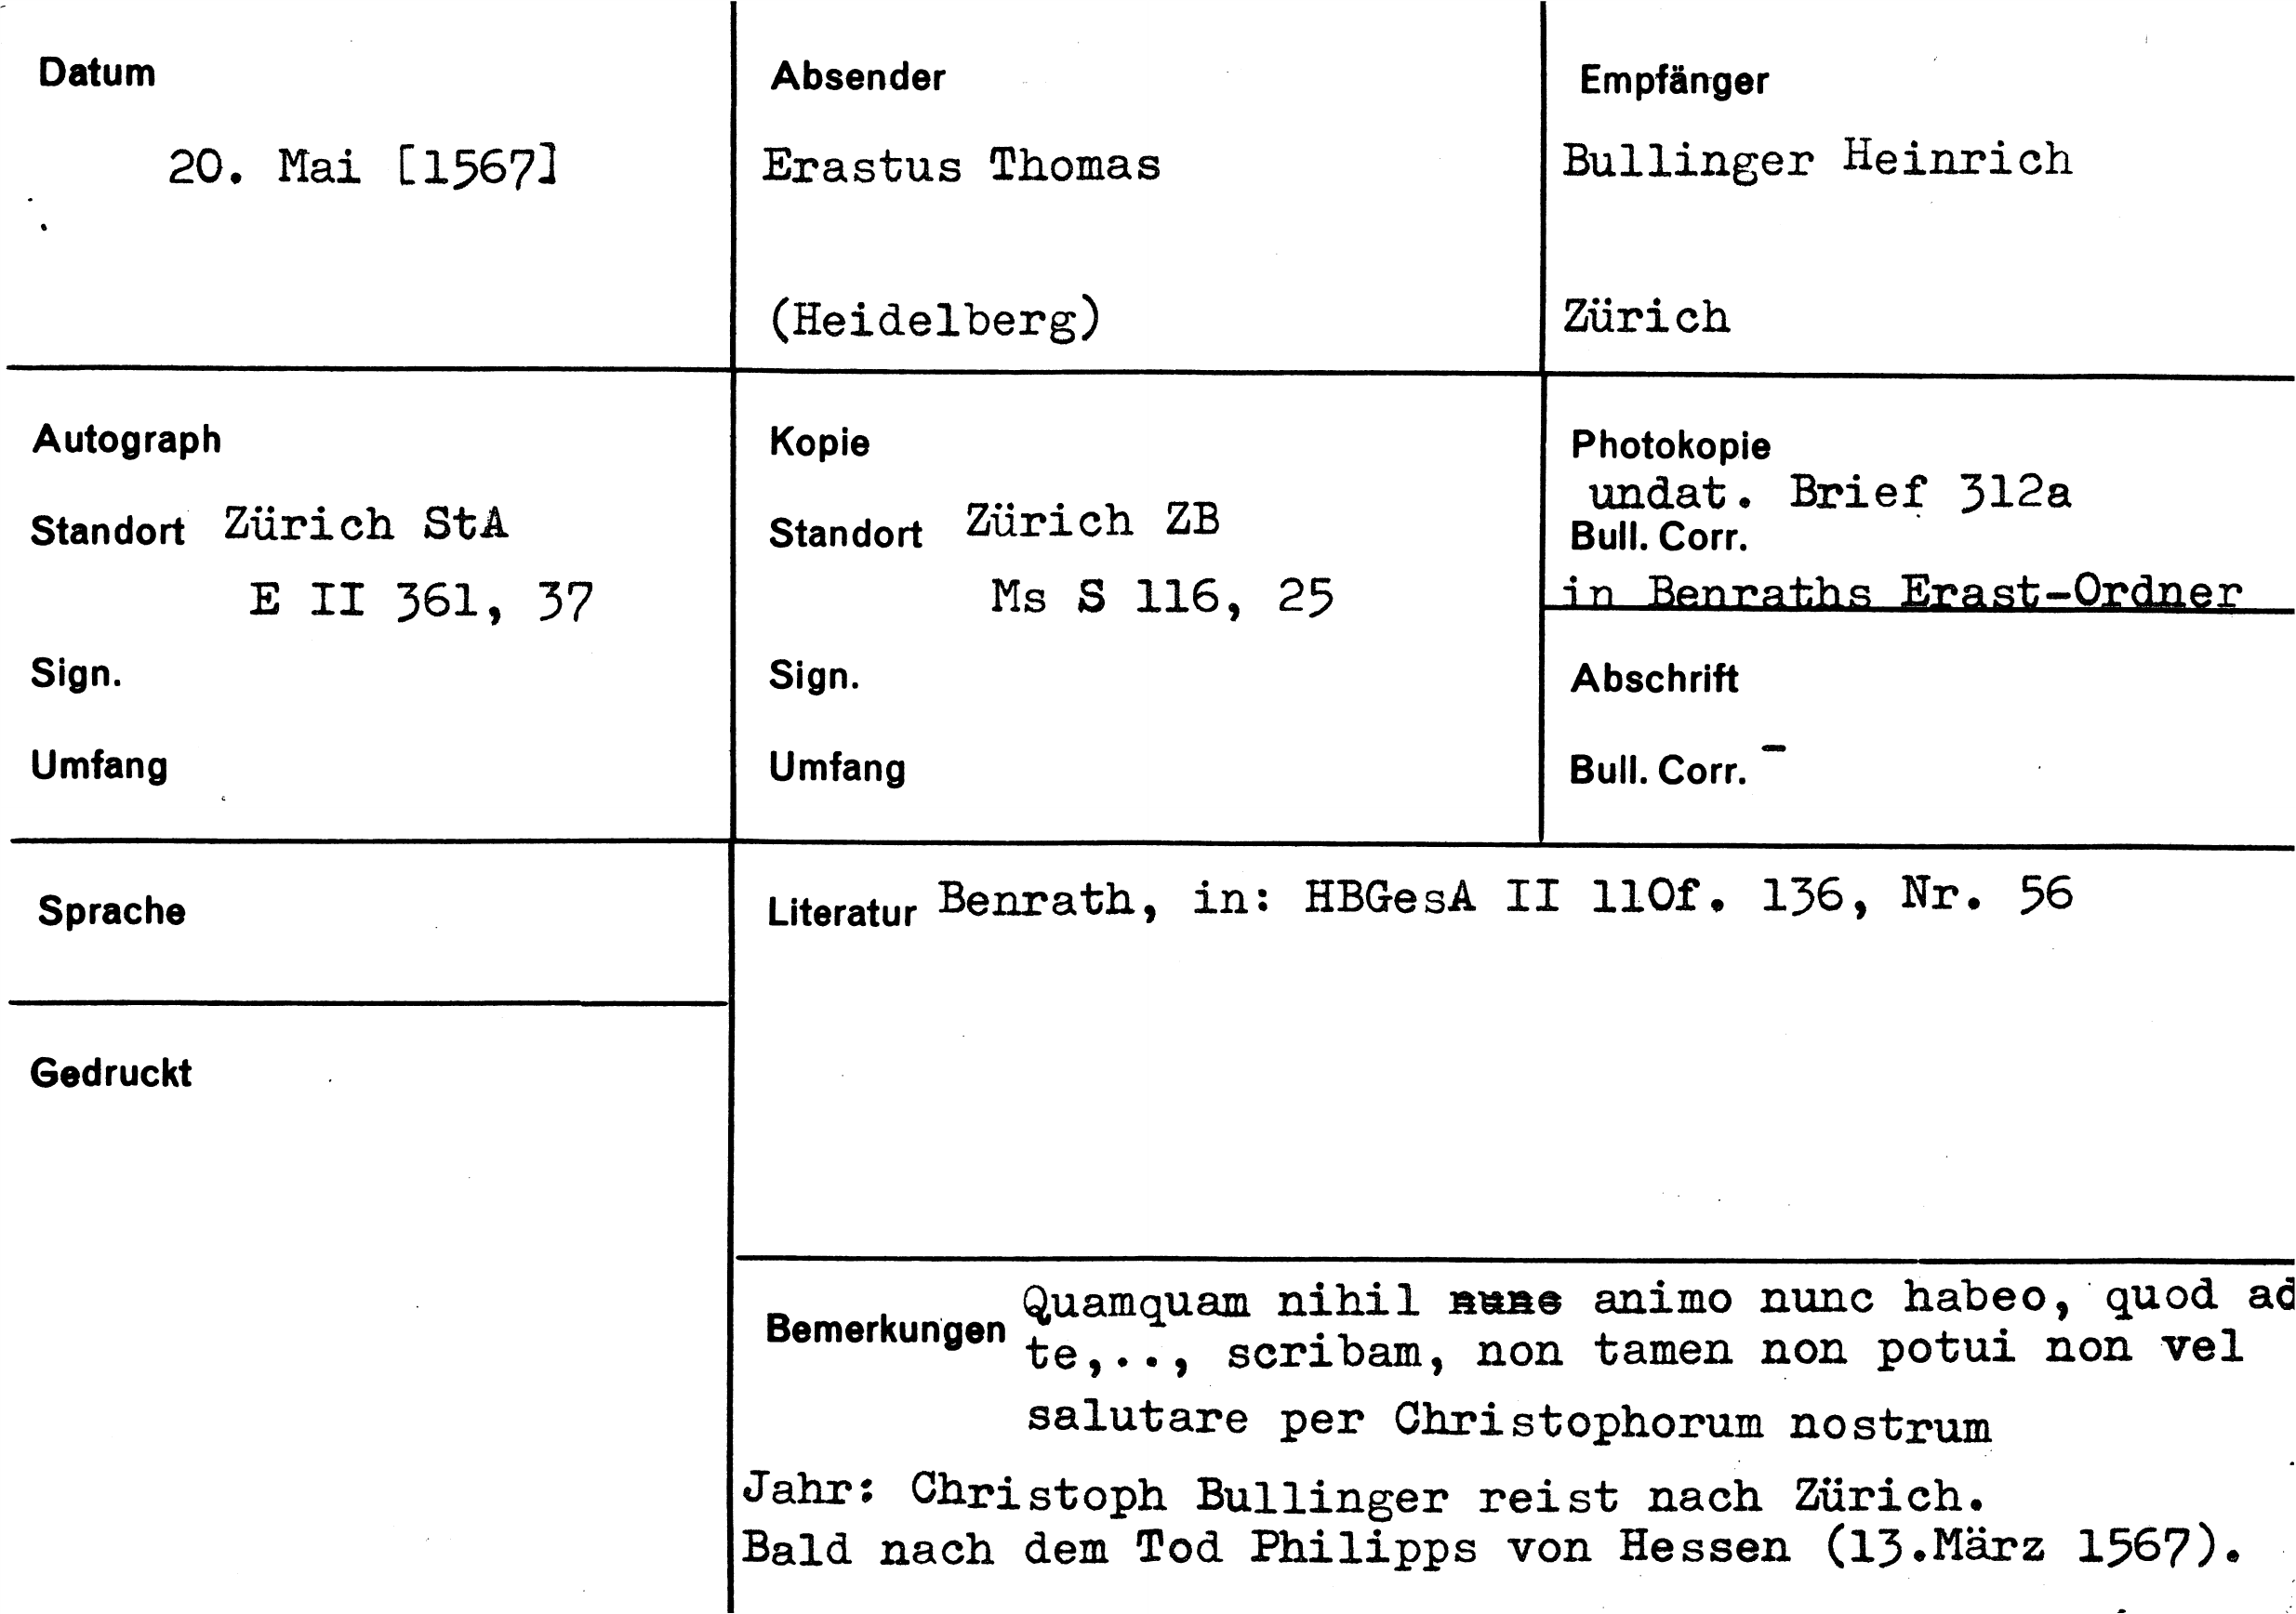 Datum
20. Mai [1567]
Absender
Erastus Thomas
(Heidelberg)
Empfänger
Bullinger Heinrich
Zürich
Autograph
Standort Zürich StA
E II 361, 37
Sign.
Umfang
Kopie
Standort Zürich ZB
Ms S 116, 25
Sign.
Umfang
Photokopie
undat. Brief 312a
Bull. Corr.
in Benraths Erast-Ordner
Abschrift
Bull. Corr. -
Sprache
Literatur Benrath, in: HBGesA II 110f. 136, Nr. 56
Gedruckt
Bemerkungen
Quamquam nihil animo nunc habeo, quod ad
te,.., scribam, non tamen non potui non vel
salutare per Christophorum nostrum
Jahr: Christoph Bullinger reist nach Zürich.
Bald nach dem Tod Philipps von Hessen (13.März 1567).